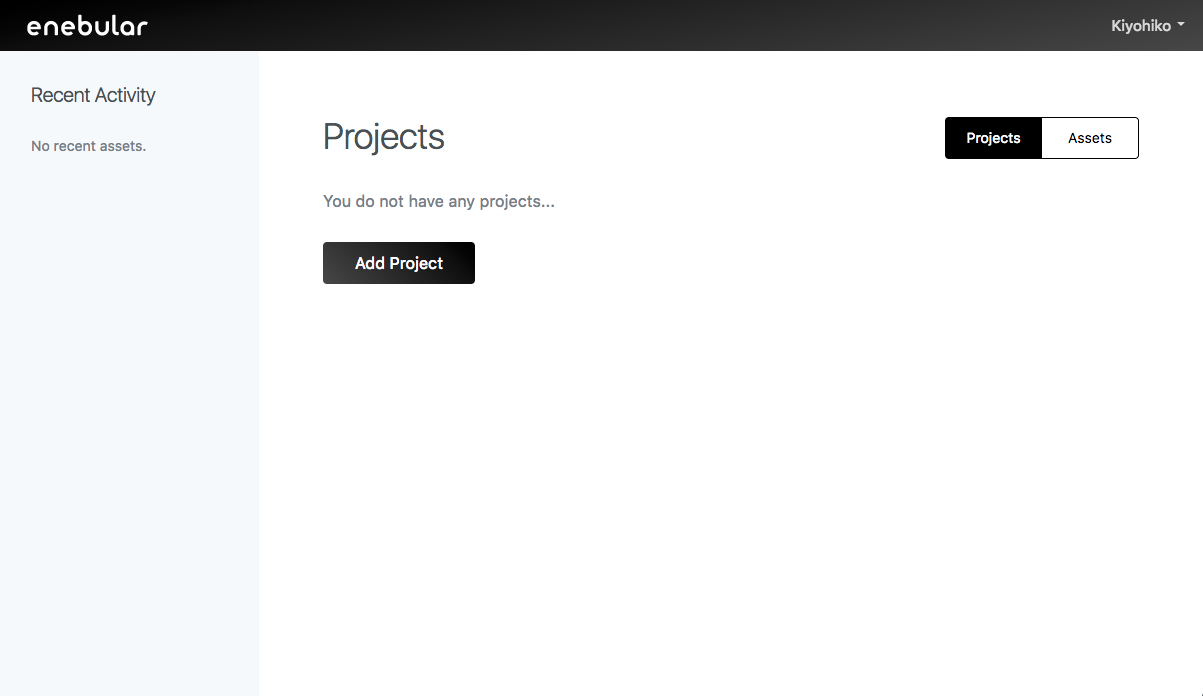 enebular
Kiyohiko
Recent Activity
No recent assets.
Projects
Projects
Assets
You do not have any projects...
Add Project